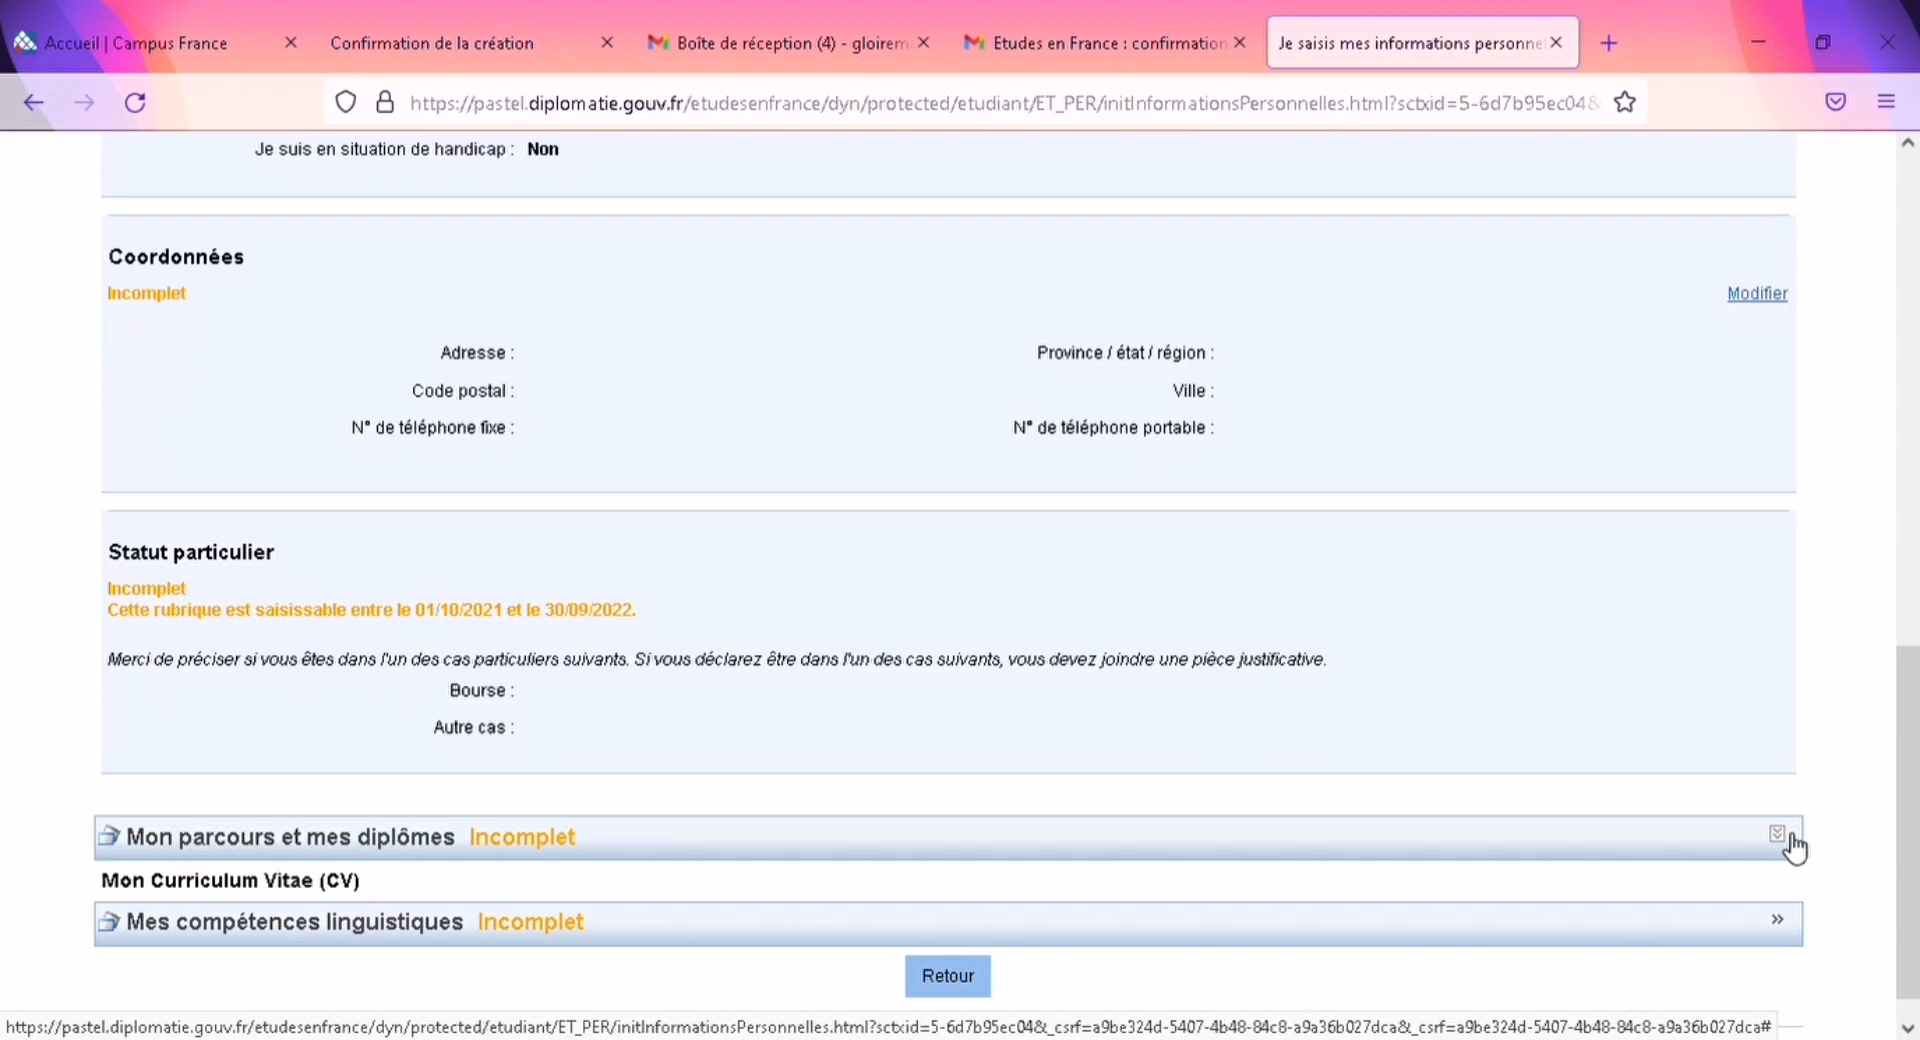 Accueil | Campus France
Confirmation de la création
Boîte de réception (4) - gloirem
Etudes en France : confirmation
Je saisis mes informations personne
https://pastel.diplomatie.gouv.fr/etudesenfrance/dyn/protected/etudiant/ET_PER/initInformationsPersonnelles.html?sctxid=5-6d7b95ec04&
Je suis en situation de handicap : Non
Coordonnées
Incomplet
Modifier
Adresse :
Province / état / région :
Code postal :
Ville :
N° de téléphone fixe :
N° de téléphone portable :
Statut particulier
Incomplet
Cette rubrique est saisissable entre le 01/10/2021 et le 30/09/2022.
Merci de préciser si vous êtes dans l'un des cas particuliers suivants. Si vous déclarez être dans l'un des cas suivants, vous devez joindre une pièce justificative.
Bourse :
Autre cas :
Mon parcours et mes diplômes Incomplet
Mon Curriculum Vitae (CV)
Mes compétences linguistiques Incomplet
Retour
https://pastel.diplomatie.gouv.fr/etudesenfrance/dyn/protected/etudiant/ET_PER/initInformationsPersonnelles.html?sctxid=5-6d7b95ec04&_csrf=a9be324d-5407-4b48-84c8-a9a36b027dca&_csrf=a9be324d-5407-4b48-84c8-a9a36b027dca#